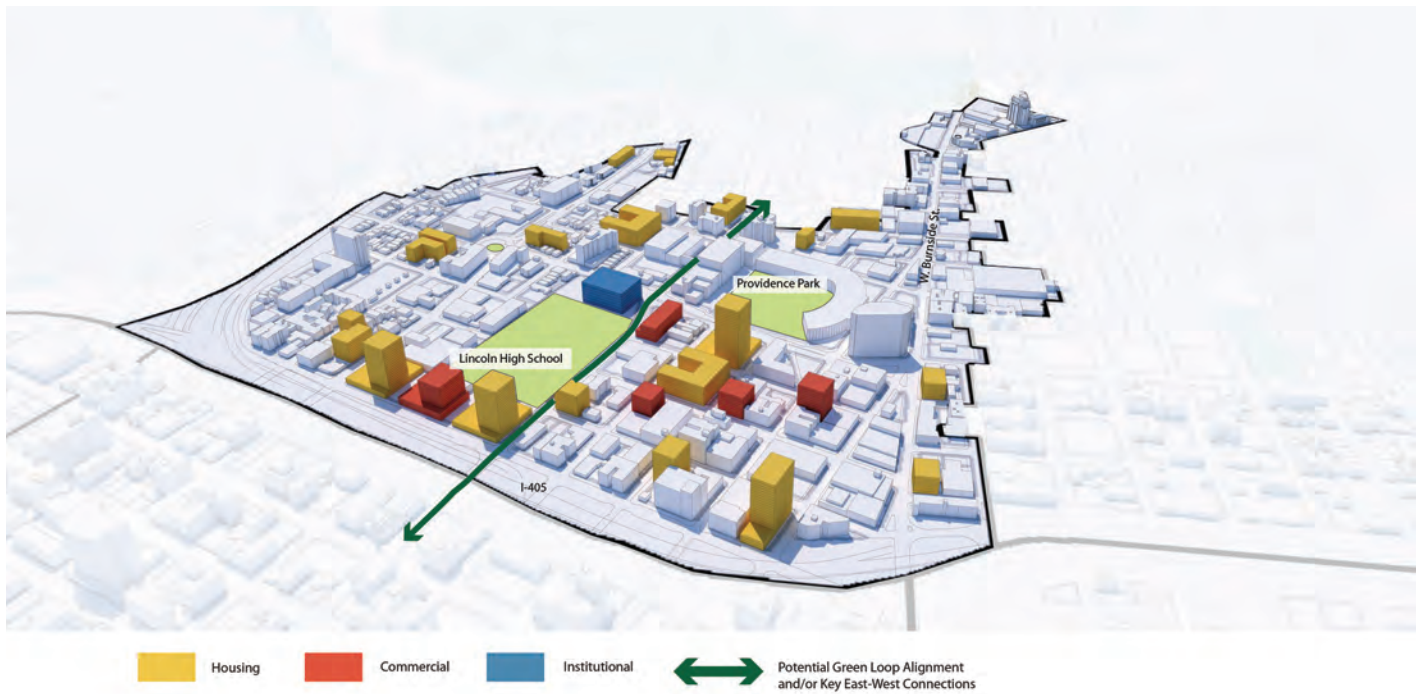 W. Burnside St.
Providence Park
Lincoln High School
I-405
Housing
Commercial
Institutional
Potential Green Loop Alignment
and/or Key East-West Connections